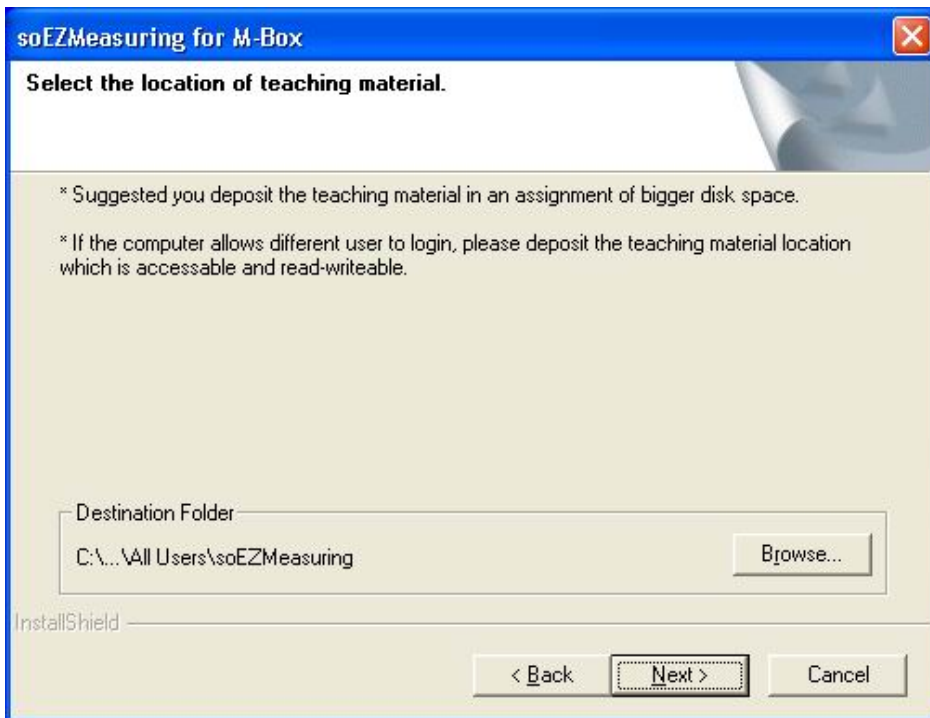 soEZMeasuring for M-Box
Select the location of teaching material.
* Suggested you deposit the teaching material in an assignment of bigger disk space.
* If the computer allows different user to login, please deposit the teaching material location
which is accessable and read-writeable.
Destination Folder
C:\...\All Users\soEZMeasuring
Browse...
InstallShield
< Back
Next >
Cancel